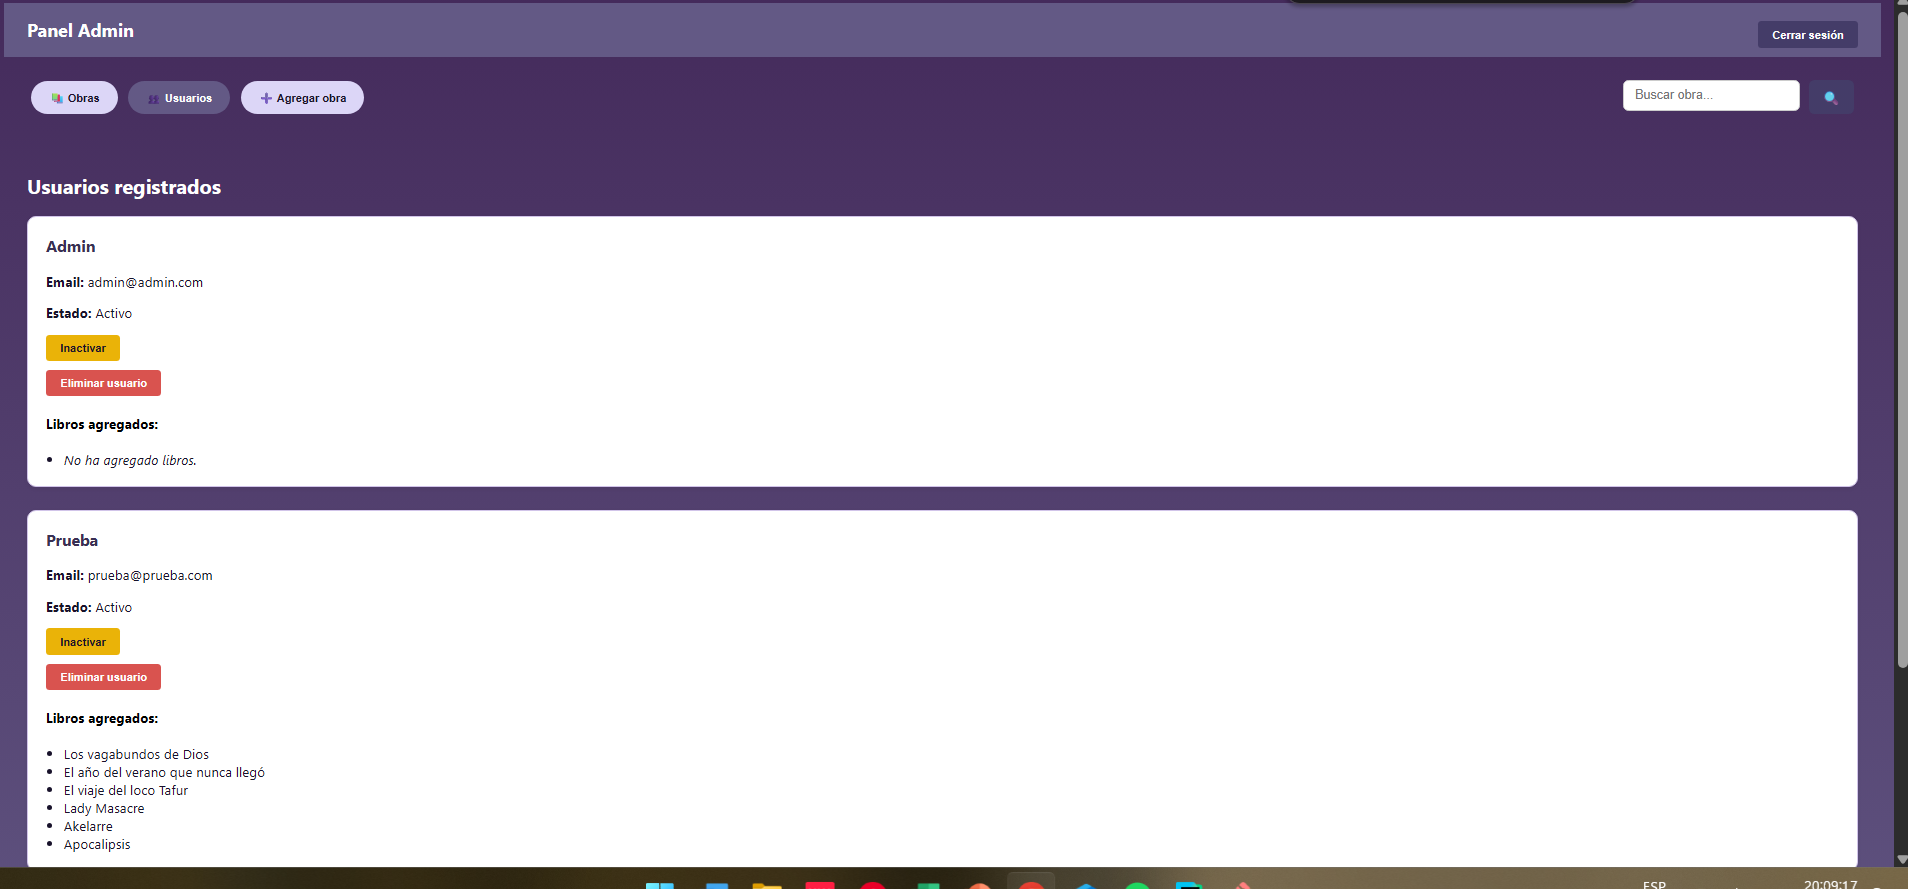 Panel Admin
Cerrar sesión
Obras
Usuarios
Agregar obra
Buscar obra...
Usuarios registrados
Admin
Email: admin@admin.com
Estado: Activo
Inactivar
Eliminar usuario
Libros agregados:
No ha agregado libros.
Prueba
Email: prueba@prueba.com
Estado: Activo
Inactivar
Eliminar usuario
Libros agregados:
Los vagabundos de Dios
El año del verano que nunca llegó
El viaje del loco Tafur
Lady Masacre
Akelarre
Apocalipsis
ESP
20:09:17